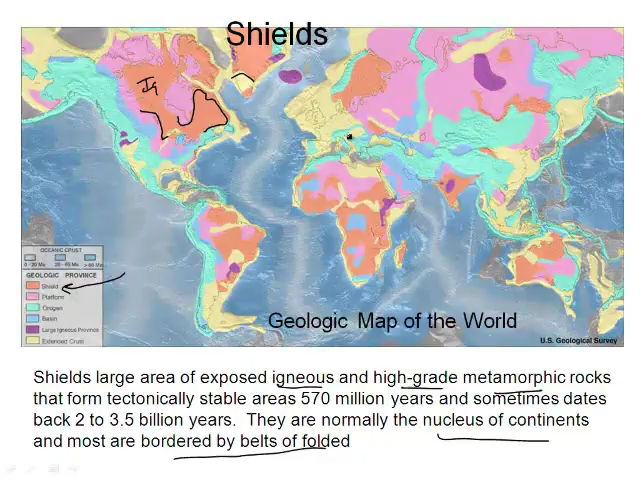 Shields
OCEANIC CRUST
GEOLOGIC PROVINCE
Shield
Platform
Orogen
Basin
Large Igneous Province
Extended Crust
Geologic Map of the World
U.S. Geological Survey
Shields large area of exposed igneous and high-grade metamorphic rocks
that form tectonically stable areas 570 million years and sometimes dates
back 2 to 3.5 billion years. They are normally the nucleus of continents
and most are bordered by belts of folded